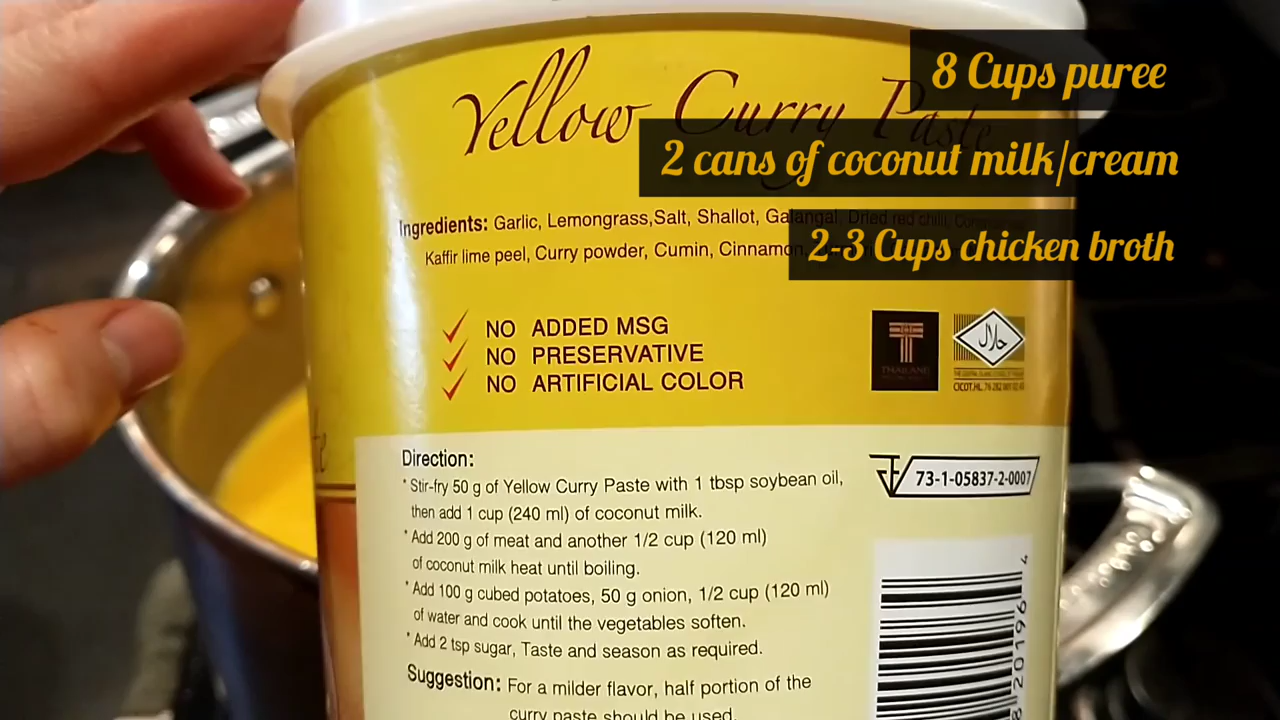 Yellow Curry Paste
8 Cups puree
2 cans of coconut milk/cream
2-3 Cups chicken broth
Ingredients: Garlic, Lemongrass,Salt, Shallot, Galangal, Dried red chilli,
Kaffir lime peel, Curry powder, Cumin, Cinnamon,
NO ADDED MSG
NO PRESERVATIVE
NO ARTIFICIAL COLOR
THAILAND
حلال
Direction:
*Stir-fry 50 g of Yellow Curry Paste with 1 tbsp soybean oil,
then add 1 cup (240 ml) of coconut milk.
*Add 200 g of meat and another 1/2 cup (120 ml)
of coconut milk heat until boiling.
*Add 100 g cubed potatoes, 50 g onion, 1/2 cup (120 ml)
of water and cook until the vegetables soften.
*Add 2 tsp sugar, Taste and season as required.
73-1-05837-2-0007
Suggestion: For a milder flavor, half portion of the
curry paste should be used.